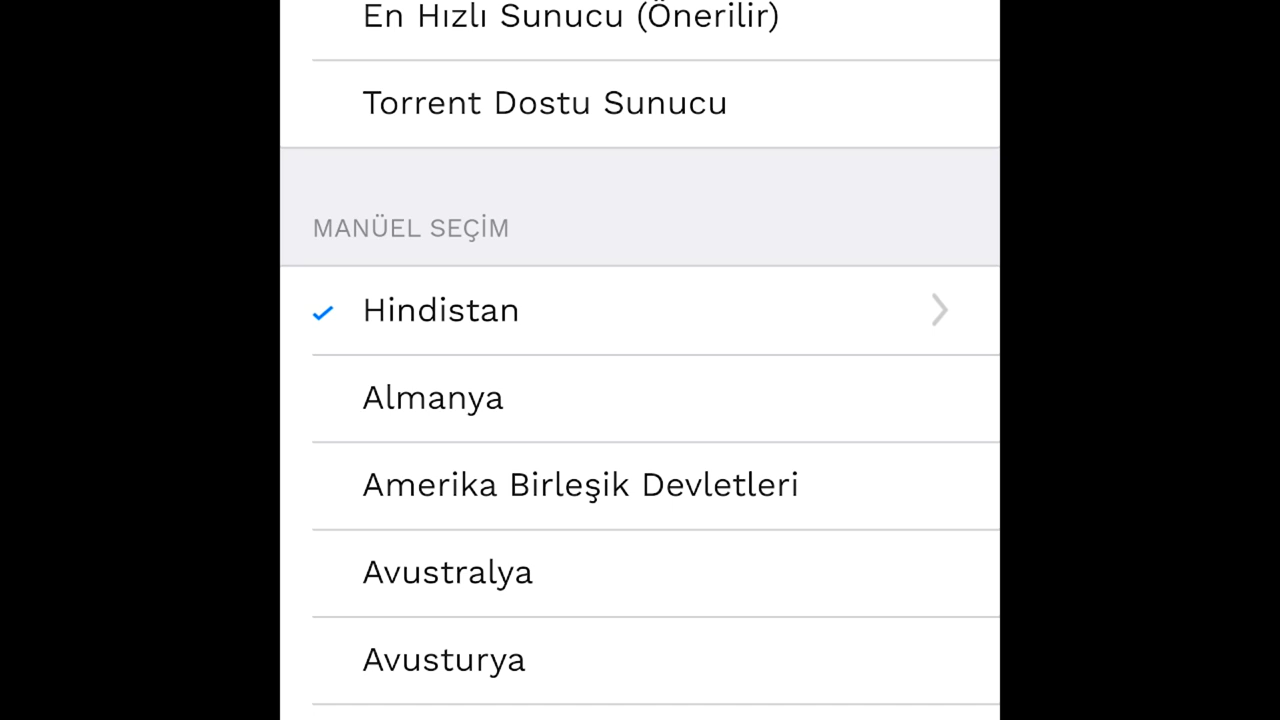 En Hızlı Sunucu (Önerilir)
Torrent Dostu Sunucu
MANÜEL SEÇİM
Hindistan
Almanya
Amerika Birleşik Devletleri
Avustralya
Avusturya